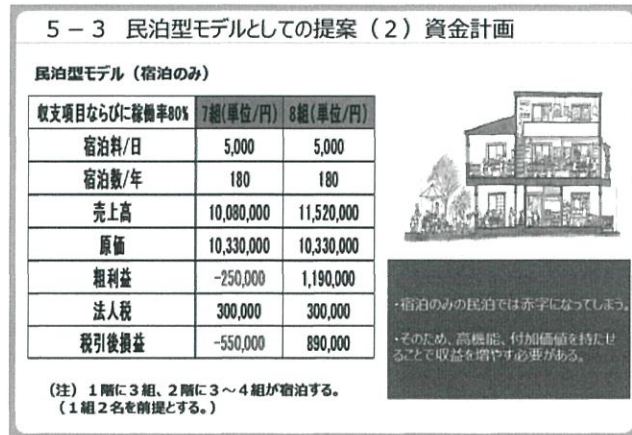 5－3 民泊型モデルとしての提案（2）資金計画
民泊型モデル（宿泊のみ）
収支項目ならびに稼働率80% 7組(単位/円) 8組(単位/円)
宿泊料/日 5,000 5,000
宿泊数/年 180 180
売上高 10,080,000 11,520,000
原価 10,330,000 10,330,000
粗利益 -250,000 1,190,000
法人税 300,000 300,000
税引後損益 -550,000 890,000
（注）１階に３組、２階に３～４組が宿泊する。
（１組２名を前提とする。）
・宿泊のみの民泊では赤字になってしまう。
・そのため、高機能、付加価値を持たせ
ることで収益を増やす必要がある。